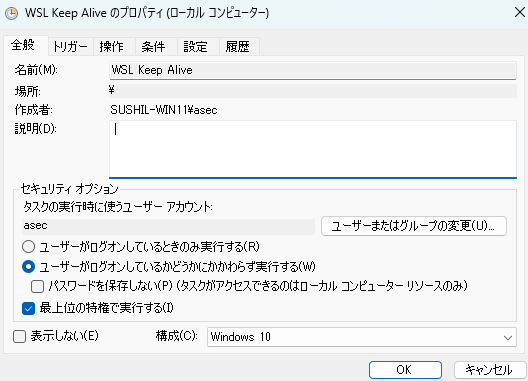 WSL Keep Alive のプロパティ (ローカル コンピューター)
全般 トリガー 操作 条件 設定 履歴
名前(M): WSL Keep Alive
場所: \
作成者: SUSHIL-WIN11\asec
説明(D):
セキュリティ オプション
タスクの実行時に使うユーザー アカウント:
asec ユーザーまたはグループの変更(U)...
ユーザーがログオンしているときのみ実行する(R)
ユーザーがログオンしているかどうかにかかわらず実行する(W)
パスワードを保存しない(P) (タスクがアクセスできるのはローカル コンピューター リソースのみ)
最上位の特権で実行する(I)
表示しない(E) 構成(C): Windows 10
OK キャンセル